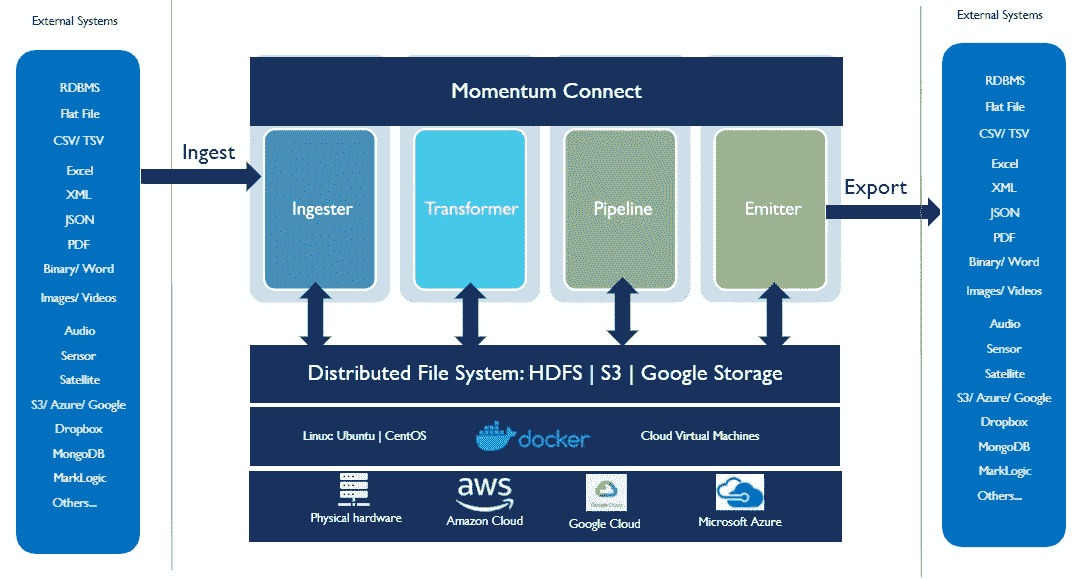 External Systems
RDBMS
Flat File
CSV/ TSV
Excel
XML
JSON
PDF
Binary/ Word
Images/ Videos
Audio
Sensor
Satellite
S3/ Azure/ Google
Dropbox
MongoDB
MarkLogic
Others...
Ingest
Momentum Connect
Ingester
Transformer
Pipeline
Emitter
Distributed File System: HDFS | S3 | Google Storage
Linux: Ubuntu | CentOS
docker
Cloud Virtual Machines
Physical hardware
aws
Amazon Cloud
Google Cloud
Google Cloud
Microsoft Azure
Export
External Systems
RDBMS
Flat File
CSV/ TSV
Excel
XML
JSON
PDF
Binary/ Word
Images/ Videos
Audio
Sensor
Satellite
S3/ Azure/ Google
Dropbox
MongoDB
MarkLogic
Others...